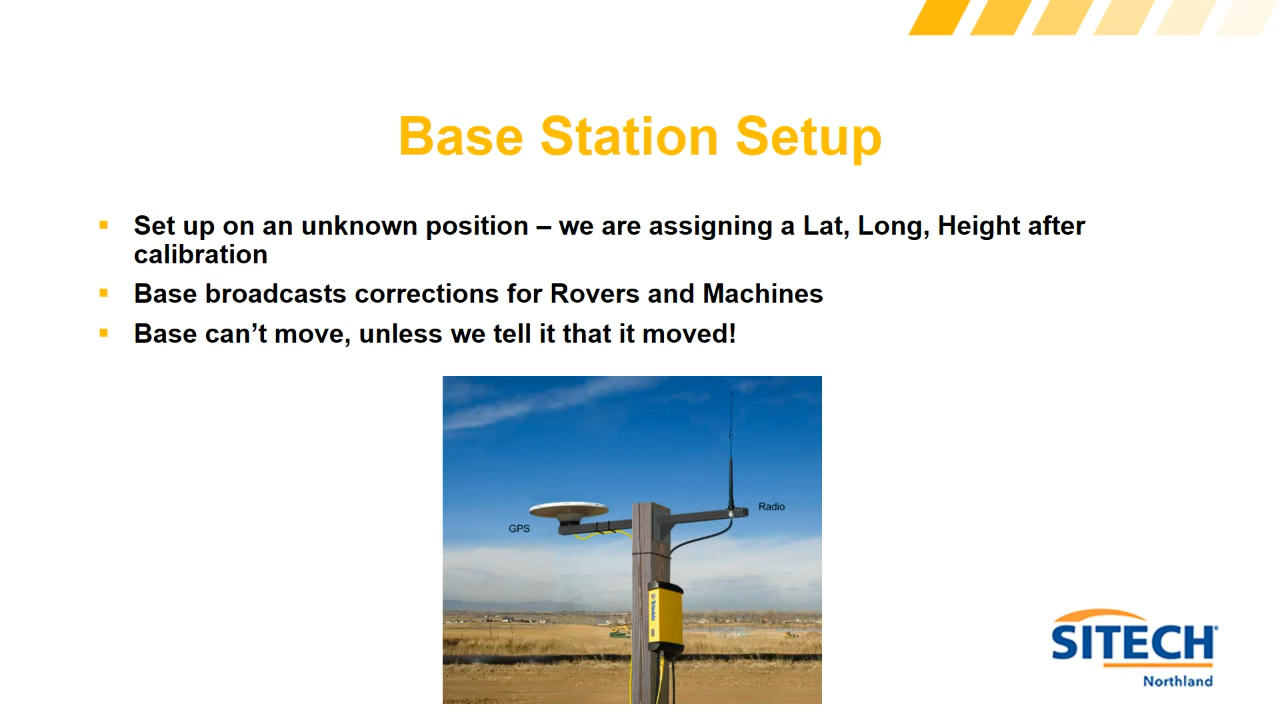 Base Station Setup
Set up on an unknown position – we are assigning a Lat, Long, Height after
calibration
Base broadcasts corrections for Rovers and Machines
Base can’t move, unless we tell it that it moved!
GPS
Radio
Trimble
SITECH
Northland